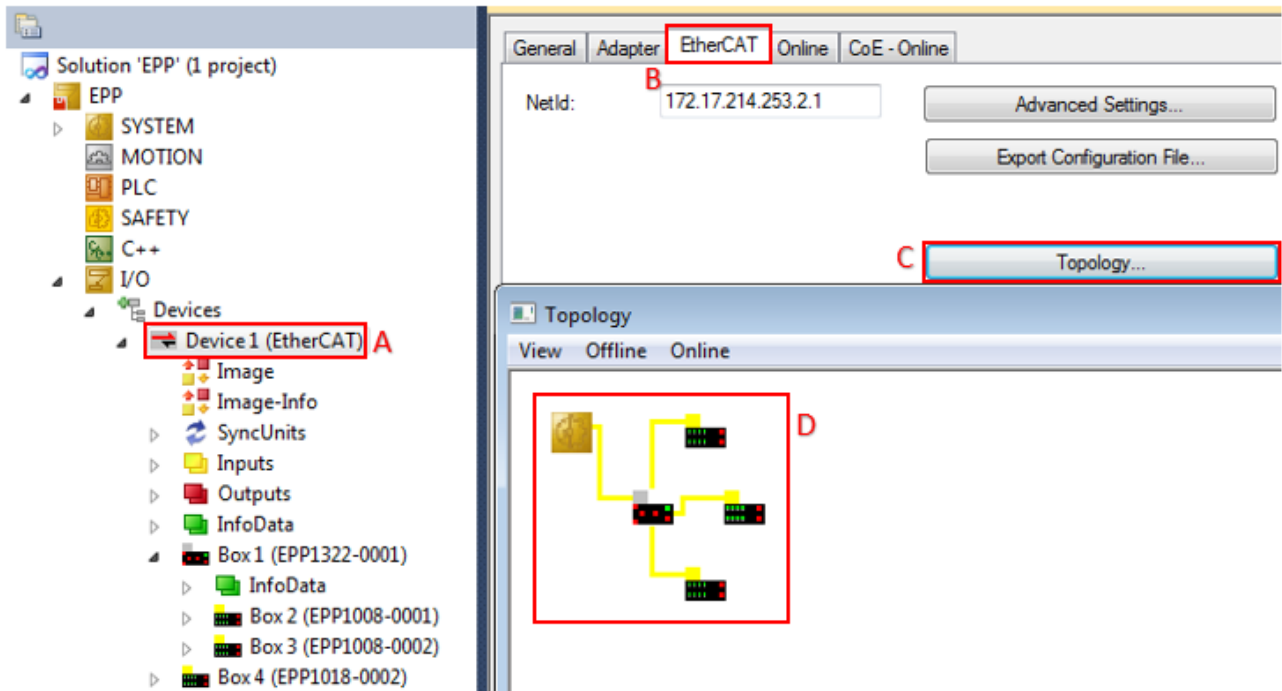 Solution 'EPP' (1 project)
EPP
SYSTEM
MOTION
PLC
SAFETY
C++
I/O
Devices
Device 1 (EtherCAT) A
Image
Image-Info
SyncUnits
Inputs
Outputs
InfoData
Box 1 (EPP1322-0001)
InfoData
Box 2 (EPP1008-0001)
Box 3 (EPP1008-0002)
Box 4 (EPP1018-0002)
General Adapter EtherCAT Online CoE - Online
B
NetId: 172.17.214.253.2.1 Advanced Settings...
Export Configuration File...
C Topology...
Topology
View Offline Online
D